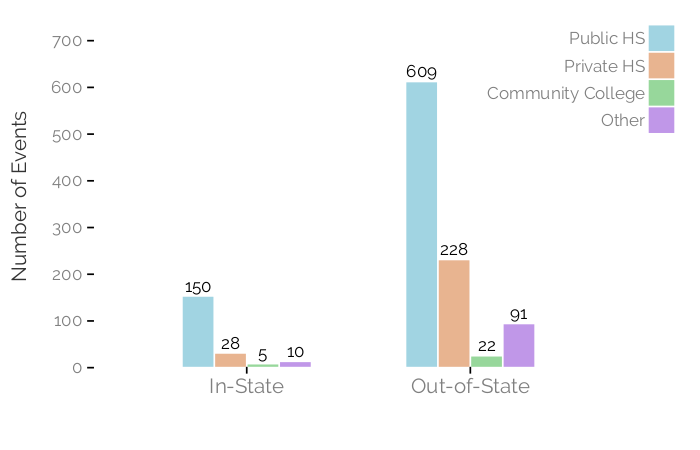 Number of Events
700
600
500
400
300
200
100
0
Public HS
Private HS
Community College
Other
150
28
5
10
609
228
22
91
In-State
Out-of-State